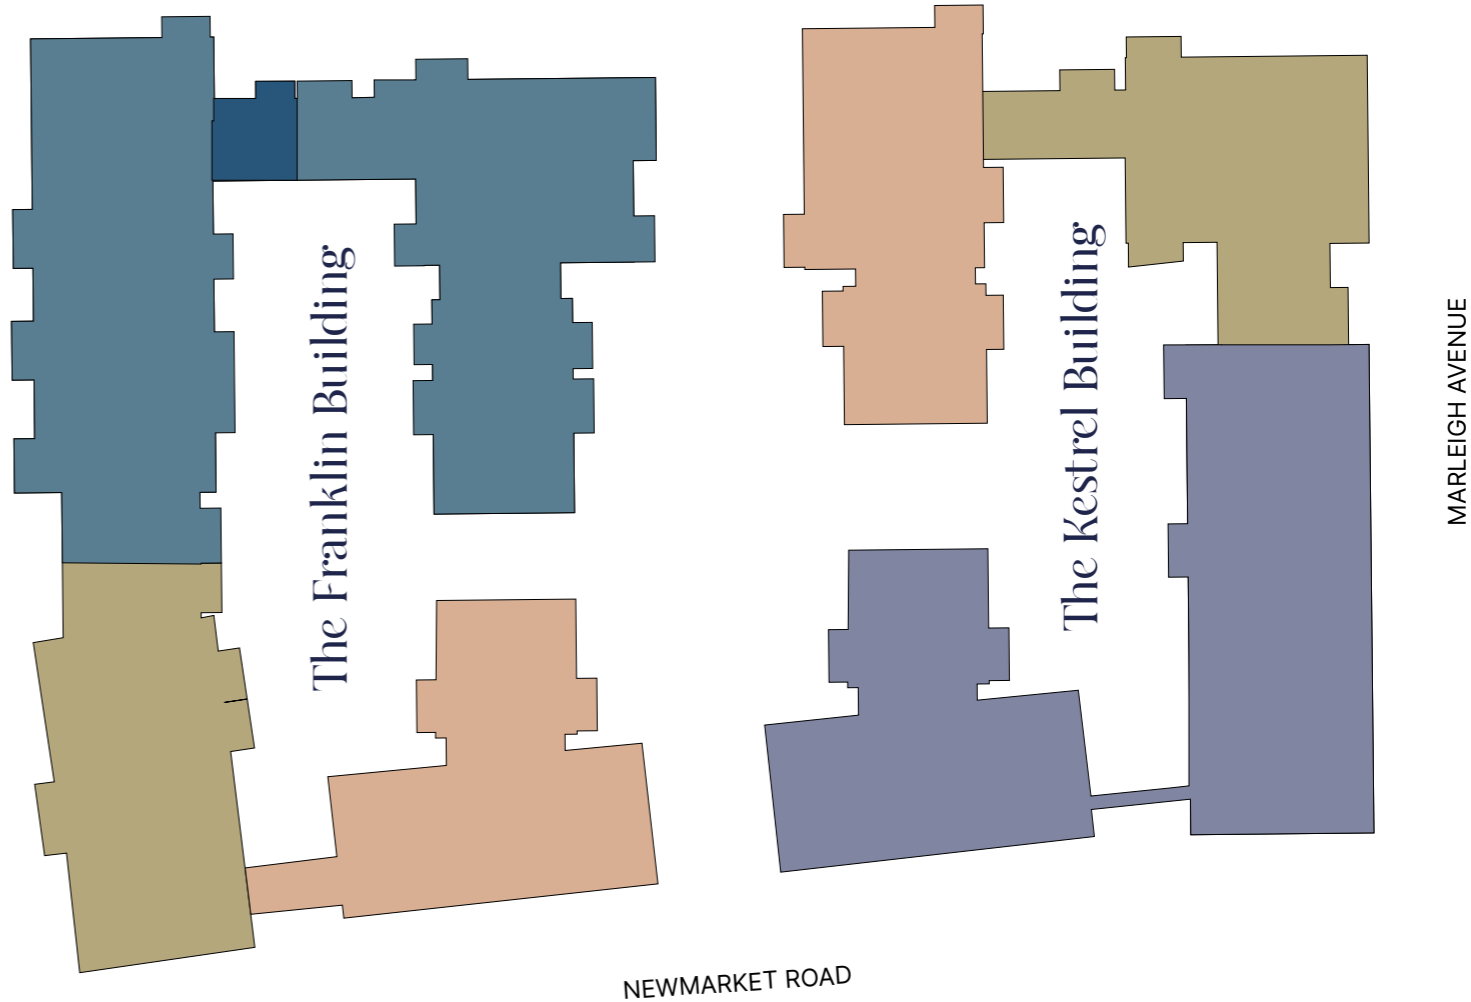 The Franklin Building
The Kestrel Building
MARLEIGH AVENUE
NEWMARKET ROAD